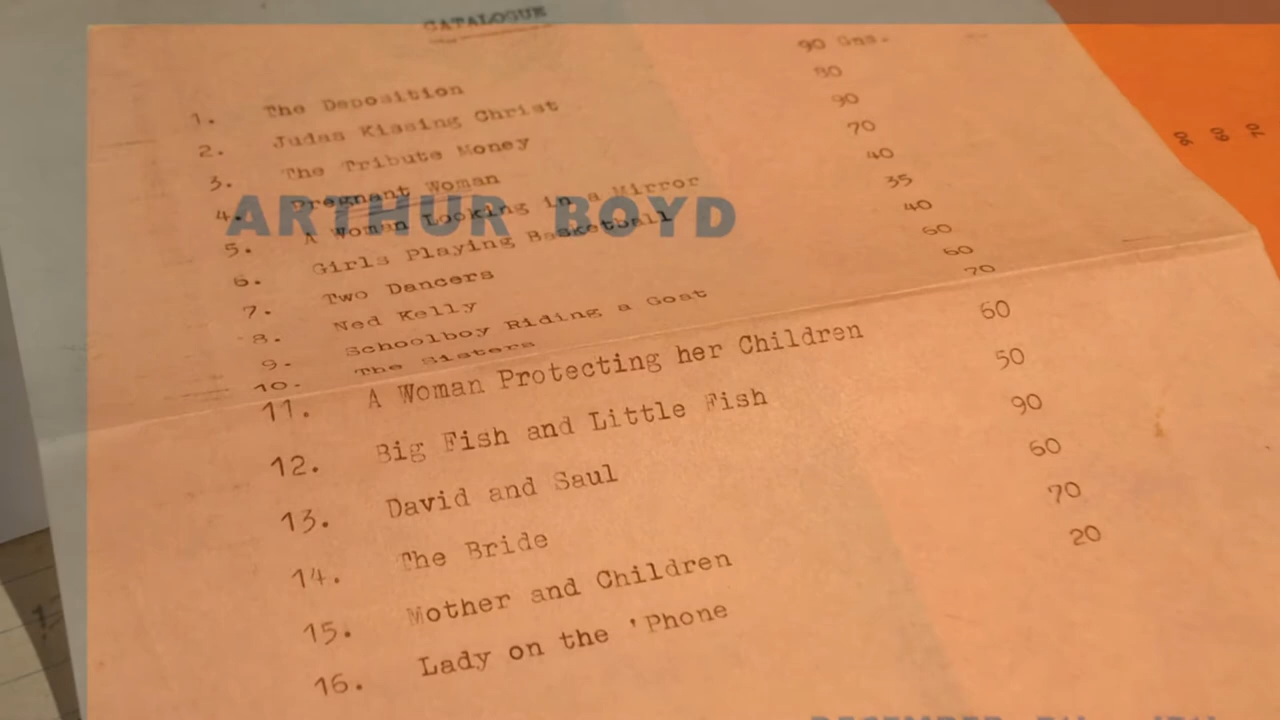 CATALOGUE
1. The Deposition 90 Gns.
2. Judas Kissing Christ 80
3. The Tribute Money 90
4. Pregnant Woman 70
5. A Woman Looking in a Mirror 40
ARTHUR BOYD
6. Girls Playing Basketball 35
7. Two Dancers 40
8. Ned Kelly 60
9. Schoolboy Riding a Goat 60
10. The Sisters 70
11. A Woman Protecting her Children 60
12. Big Fish and Little Fish 50
13. David and Saul 90
14. The Bride 60
15. Mother and Children 70
16. Lady on the 'Phone 20
DECEMBER